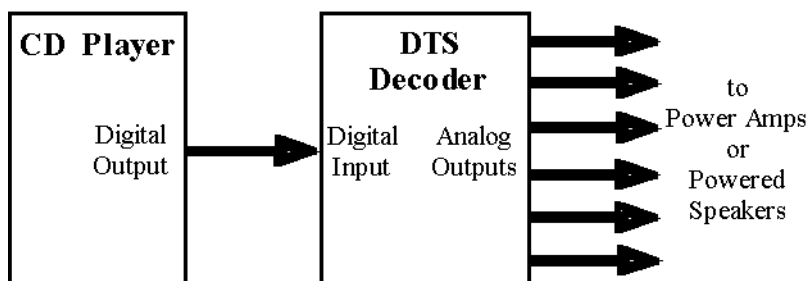 CD Player
Digital
Output
DTS
Decoder
Digital
Input
Analog
Outputs
to
Power Amps
or
Powered
Speakers